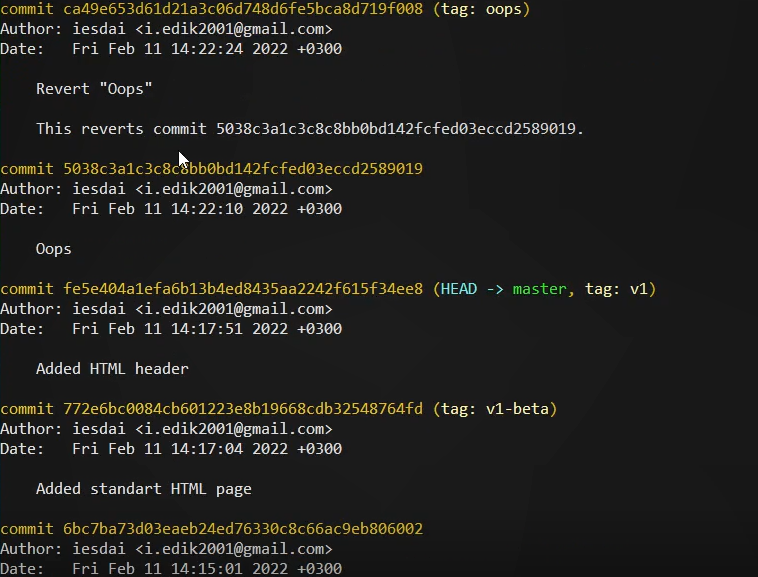 commit ca49e653d61d21a3c06d748d6fe5bca8d719f008 (tag: oops)
Author: iesdai <i.edik2001@gmail.com>
Date:   Fri Feb 11 14:22:24 2022 +0300
Revert "Oops"
This reverts commit 5038c3a1c3c8c8bb0bd142fcfed03eccd2589019.
commit 5038c3a1c3c8c8bb0bd142fcfed03eccd2589019
Author: iesdai <i.edik2001@gmail.com>
Date:   Fri Feb 11 14:22:10 2022 +0300
Oops
commit fe5e404a1efa6b13b4ed8435aa2242f615f34ee8 (HEAD -> master, tag: v1)
Author: iesdai <i.edik2001@gmail.com>
Date:   Fri Feb 11 14:17:51 2022 +0300
Added HTML header
commit 772e6bc0084cb601223e8b19668cdb32548764fd (tag: v1-beta)
Author: iesdai <i.edik2001@gmail.com>
Date:   Fri Feb 11 14:17:04 2022 +0300
Added standart HTML page
commit 6bc7ba73d03eaeb24ed76330c8c66ac9eb806002
Author: iesdai <i.edik2001@gmail.com>
Date:   Fri Feb 11 14:15:01 2022 +0300